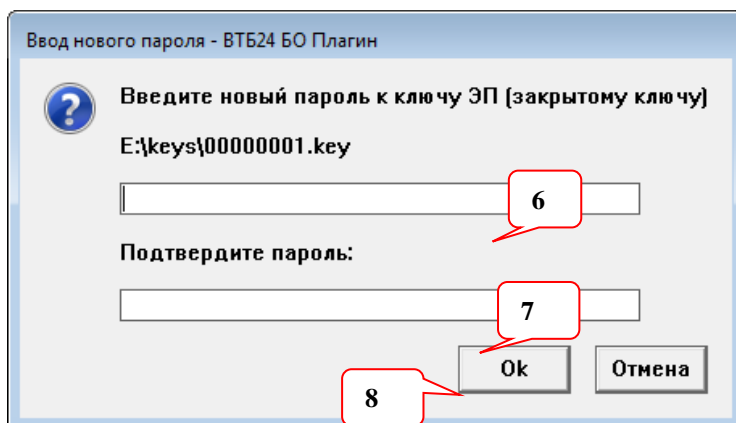 Ввод нового пароля - ВТБ24 БО Плагин
Введите новый пароль к ключу ЭП (закрытому ключу)
E:\keys\00000001.key
6
Подтвердите пароль:
7
Ok
Отмена
8